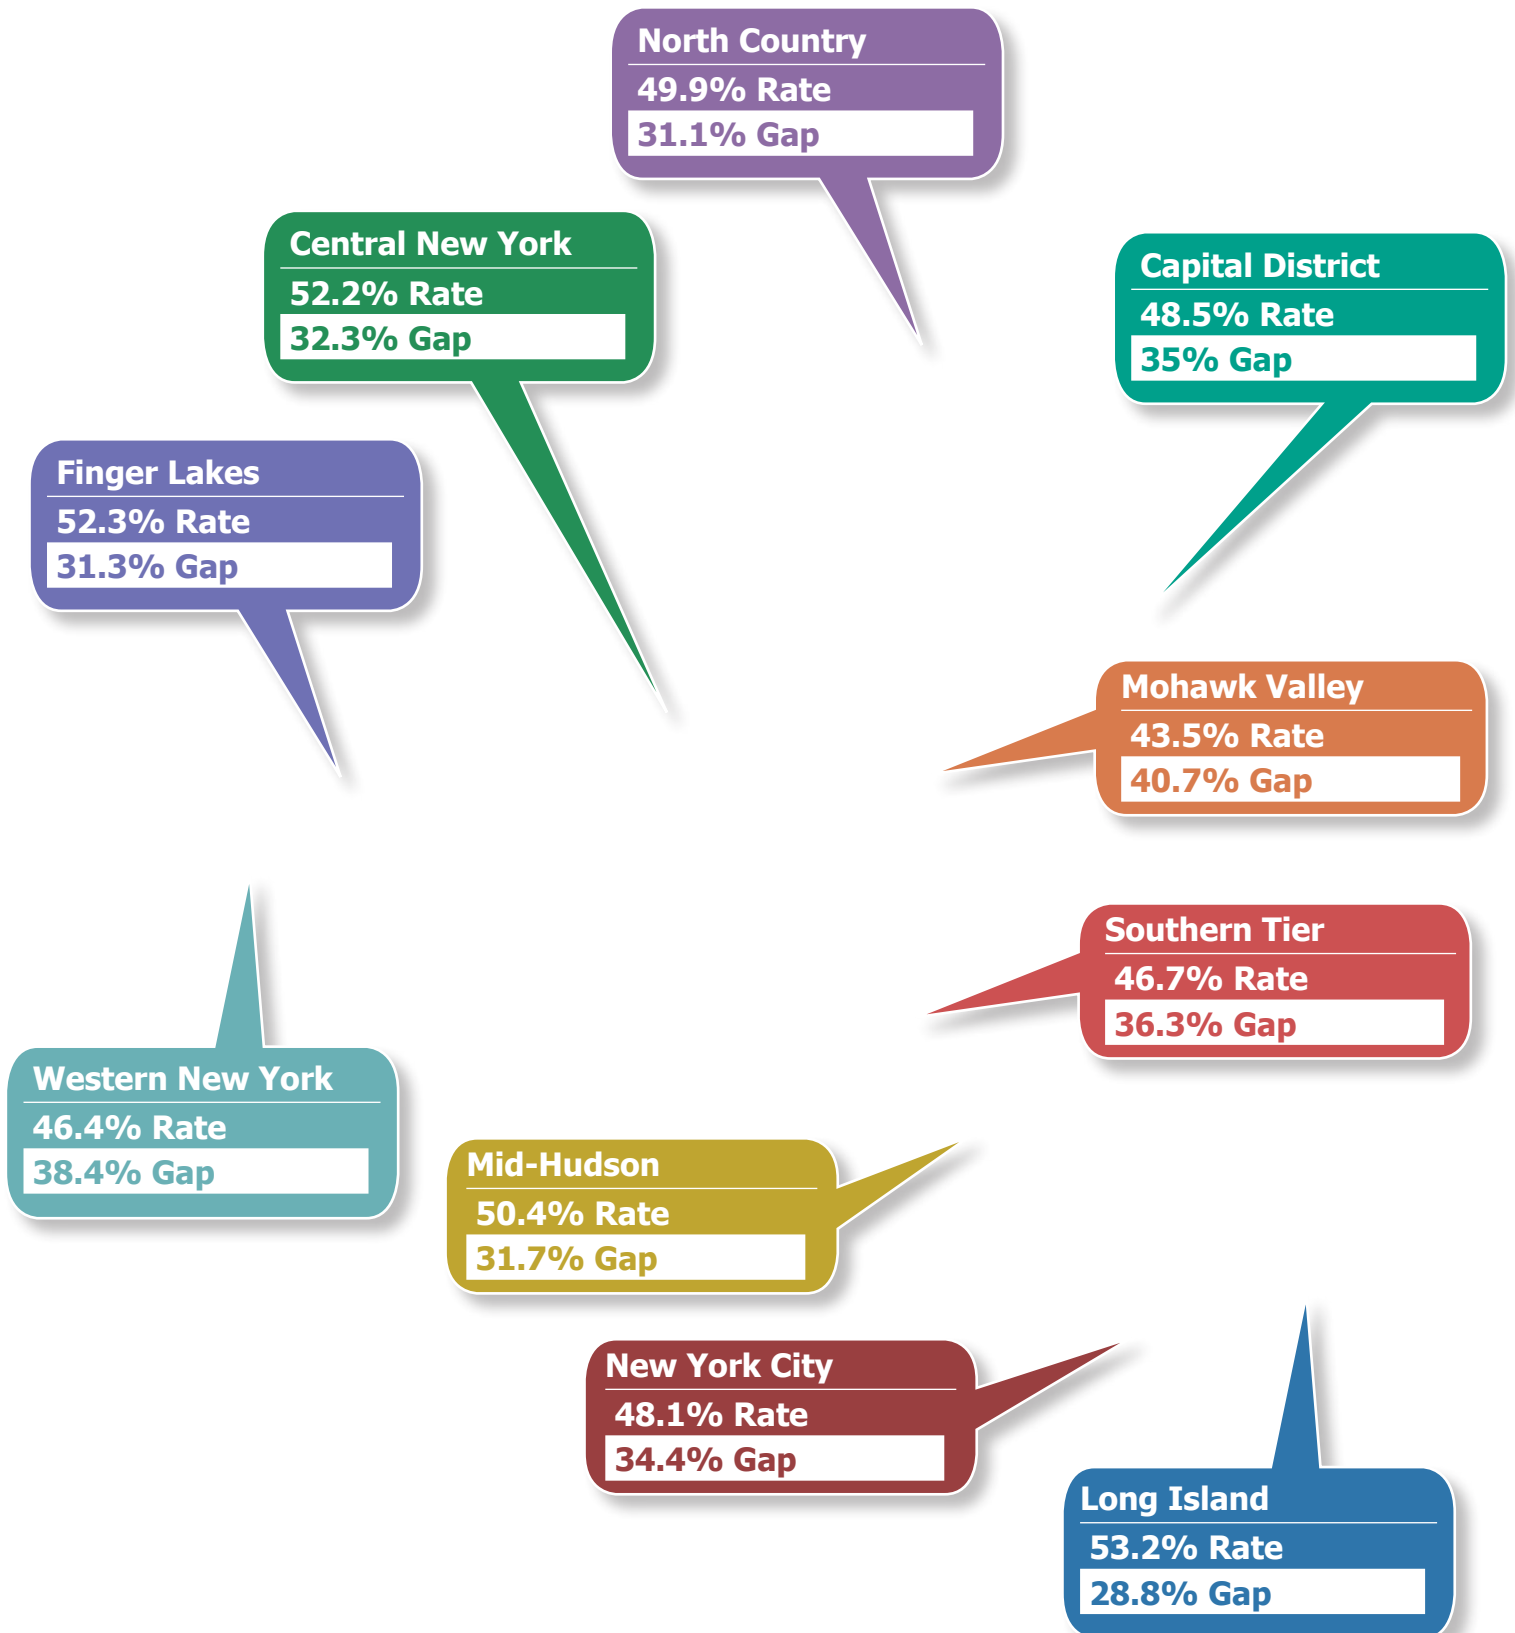 North Country
49.9% Rate
31.1% Gap
Central New York
52.2% Rate
32.3% Gap
Capital District
48.5% Rate
35% Gap
Finger Lakes
52.3% Rate
31.3% Gap
Mohawk Valley
43.5% Rate
40.7% Gap
Southern Tier
46.7% Rate
36.3% Gap
Western New York
46.4% Rate
38.4% Gap
Mid-Hudson
50.4% Rate
31.7% Gap
New York City
48.1% Rate
34.4% Gap
Long Island
53.2% Rate
28.8% Gap